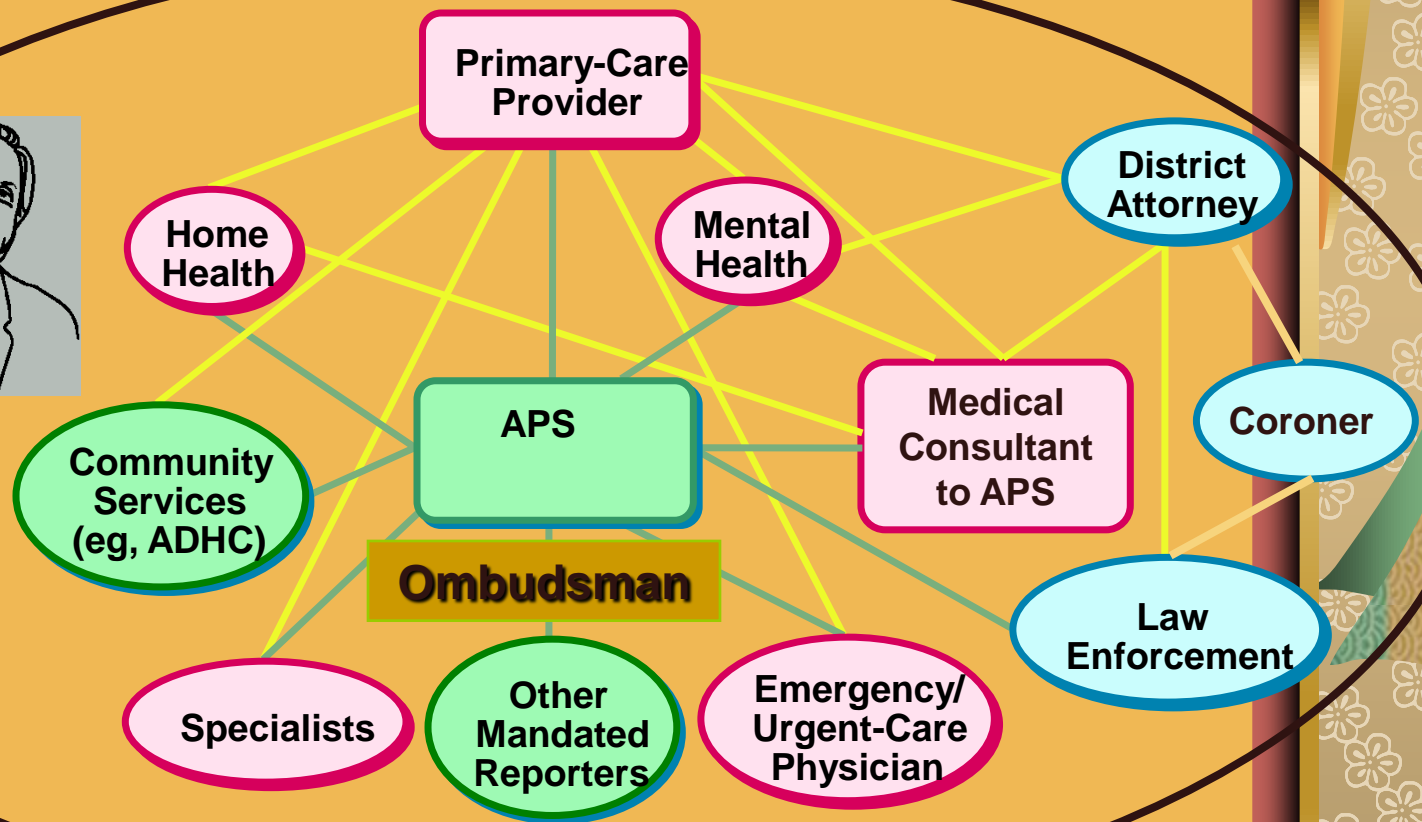 Primary-Care
Provider
District
Attorney
Home
Health
Mental
Health
APS
Medical
Consultant
to APS
Coroner
Community
Services
(eg, ADHC)
Ombudsman
Law
Enforcement
Specialists
Other
Mandated
Reporters
Emergency/
Urgent-Care
Physician